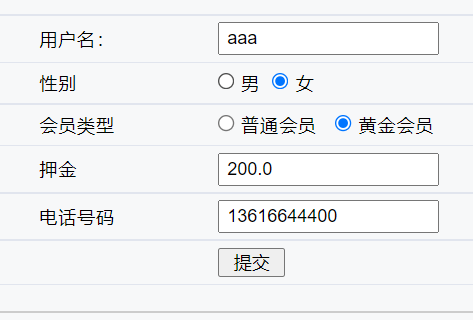 用户名： aaa
性别 男 女
会员类型 普通会员 黄金会员
押金 200.0
电话号码 13616644400
提交